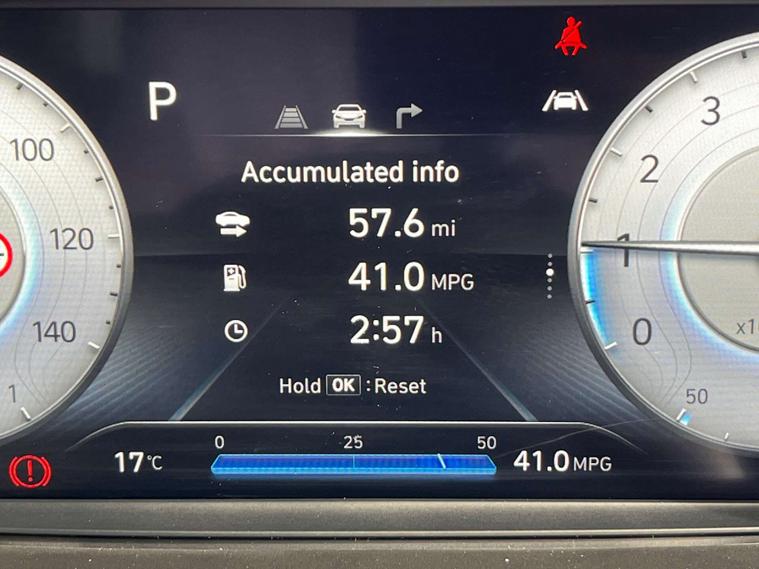 P
Accumulated info
57.6 mi
41.0 MPG
2:57 h
Hold OK : Reset
0 25 50
17°C
41.0 MPG
100
120
140
1
3
2
1
0
50